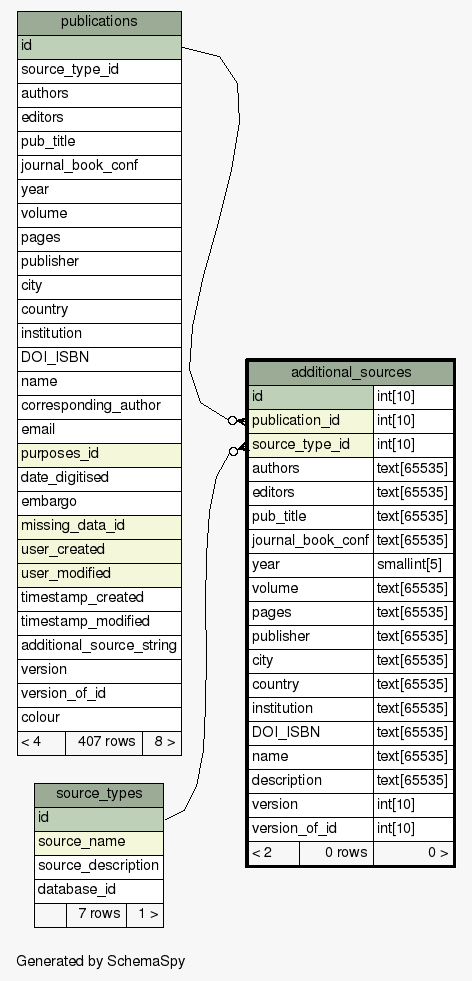 publications
id
source_type_id
authors
editors
pub_title
journal_book_conf
year
volume
pages
publisher
city
country
institution
DOI_ISBN
name
corresponding_author
email
purposes_id
date_digitised
embargo
missing_data_id
user_created
user_modified
timestamp_created
timestamp_modified
additional_source_string
version
version_of_id
colour
< 4 407 rows 8 >
additional_sources
id int[10]
publication_id int[10]
source_type_id int[10]
authors text[65535]
editors text[65535]
pub_title text[65535]
journal_book_conf text[65535]
year smallint[5]
volume text[65535]
pages text[65535]
publisher text[65535]
city text[65535]
country text[65535]
institution text[65535]
DOI_ISBN text[65535]
name text[65535]
description text[65535]
version int[10]
version_of_id int[10]
< 2 0 rows 0 >
source_types
id
source_name
source_description
database_id
7 rows 1 >
Generated by SchemaSpy